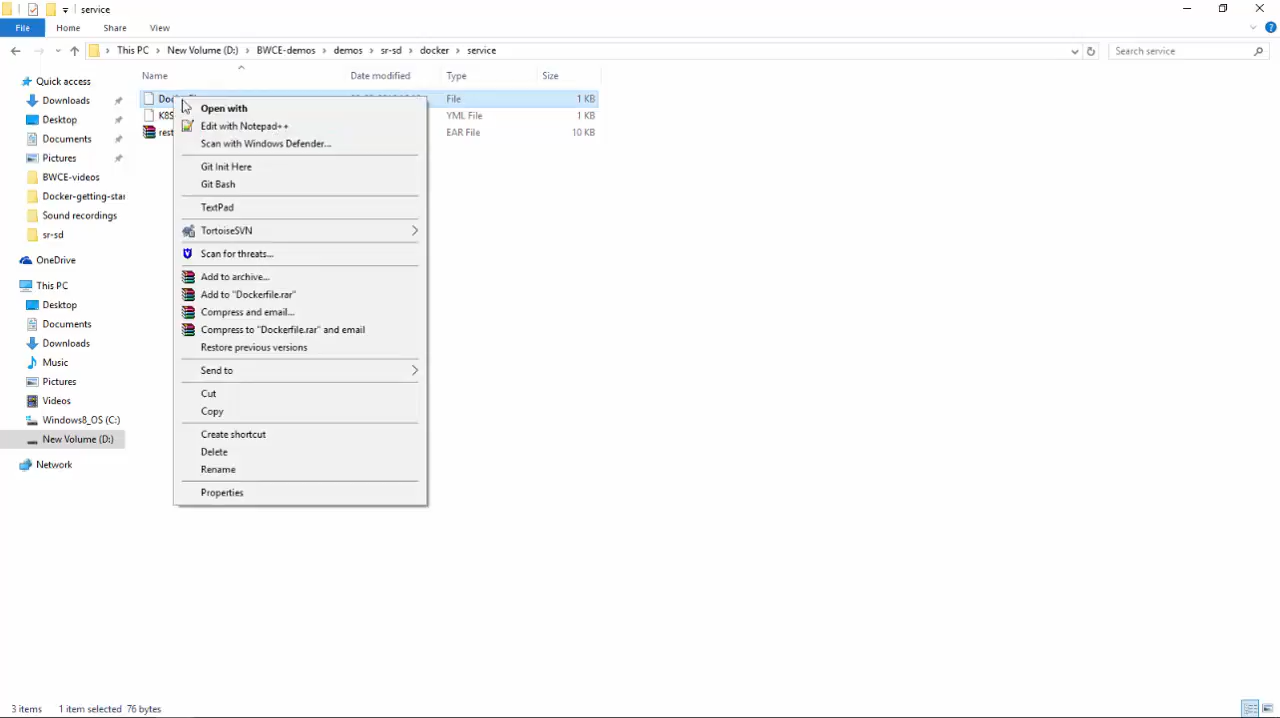 service
File Home Share View
This PC New Volume (D:) BWCE-demos demos sr-sd docker service
Search service
Name Date modified Type Size
Quick access
Downloads
Desktop
Documents
Pictures
BWCE-videos
Docker-getting-star
Sound recordings
sr-sd
OneDrive
This PC
Desktop
Documents
Downloads
Music
Pictures
Videos
Windows8_OS (C:)
New Volume (D:)
Network
File 1 KB
K8S YML File 1 KB
rest EAR File 10 KB
Open with
Edit with Notepad++
Scan with Windows Defender...
Git Init Here
Git Bash
TextPad
TortoiseSVN
Scan for threats...
Add to archive...
Add to "Dockerfile.rar"
Compress and email...
Compress to "Dockerfile.rar" and email
Restore previous versions
Send to
Cut
Copy
Create shortcut
Delete
Rename
Properties
3 items 1 item selected 76 bytes